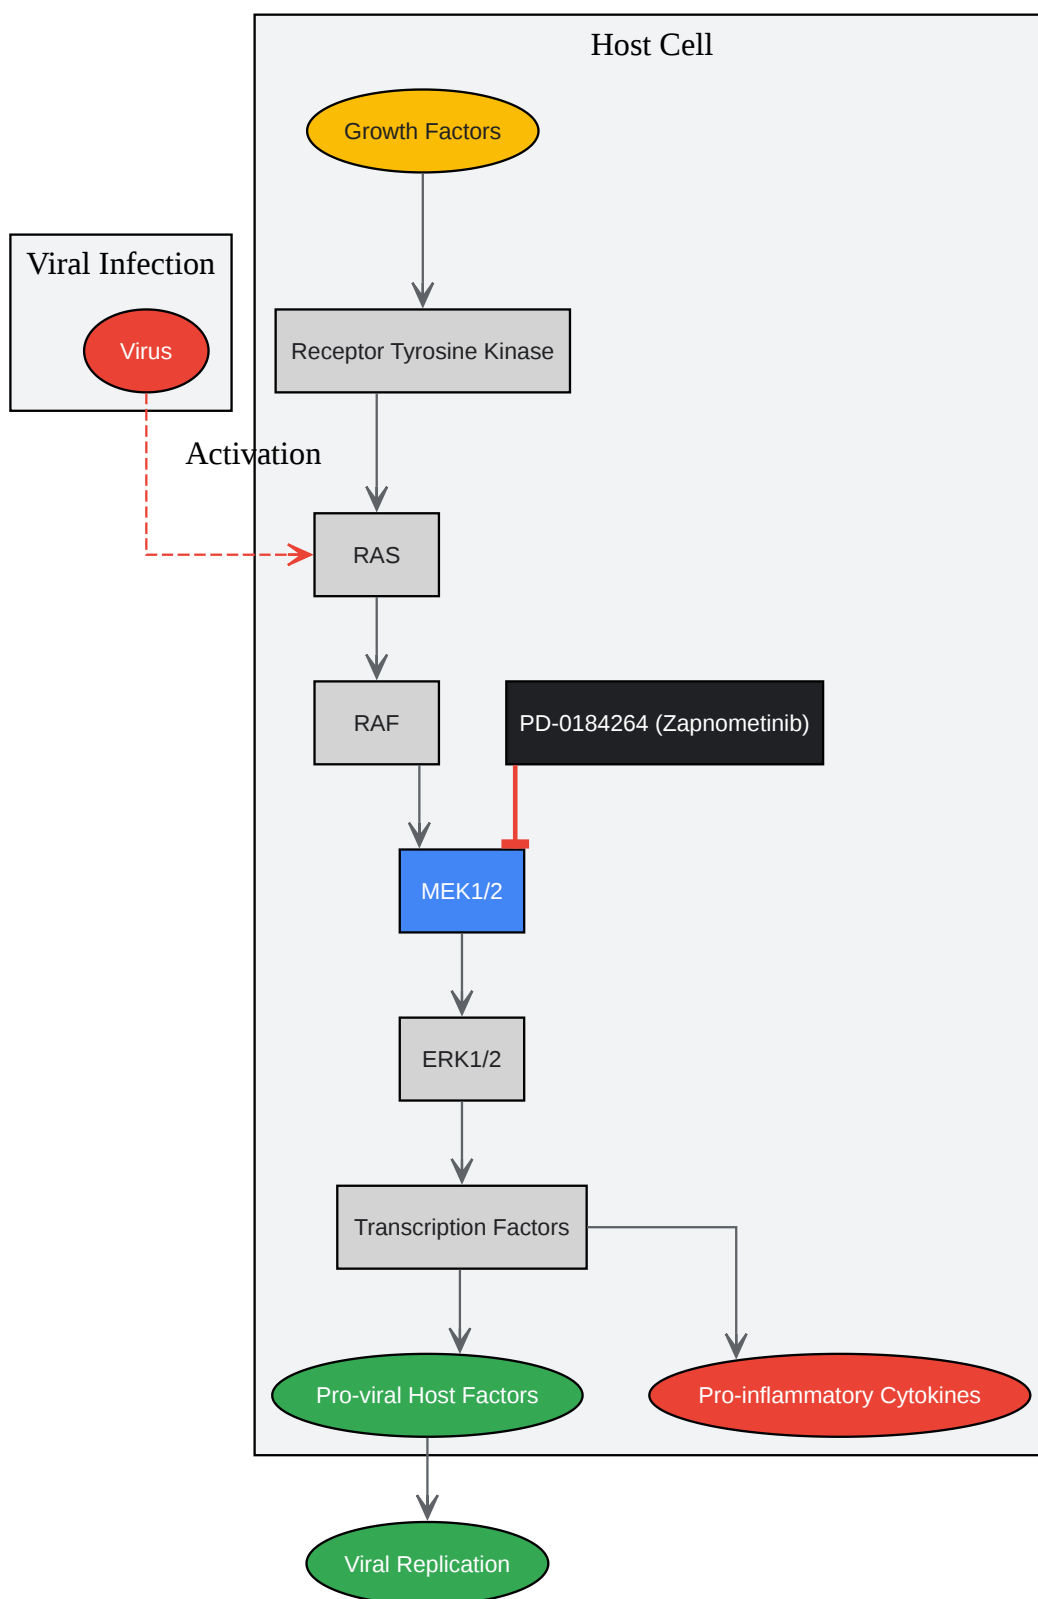 Host Cell
Growth Factors
Viral Infection
Virus
Receptor Tyrosine Kinase
Activation
RAS
RAF
PD-0184264 (Zapnometinib)
MEK1/2
ERK1/2
Transcription Factors
Pro-viral Host Factors
Pro-inflammatory Cytokines
Viral Replication